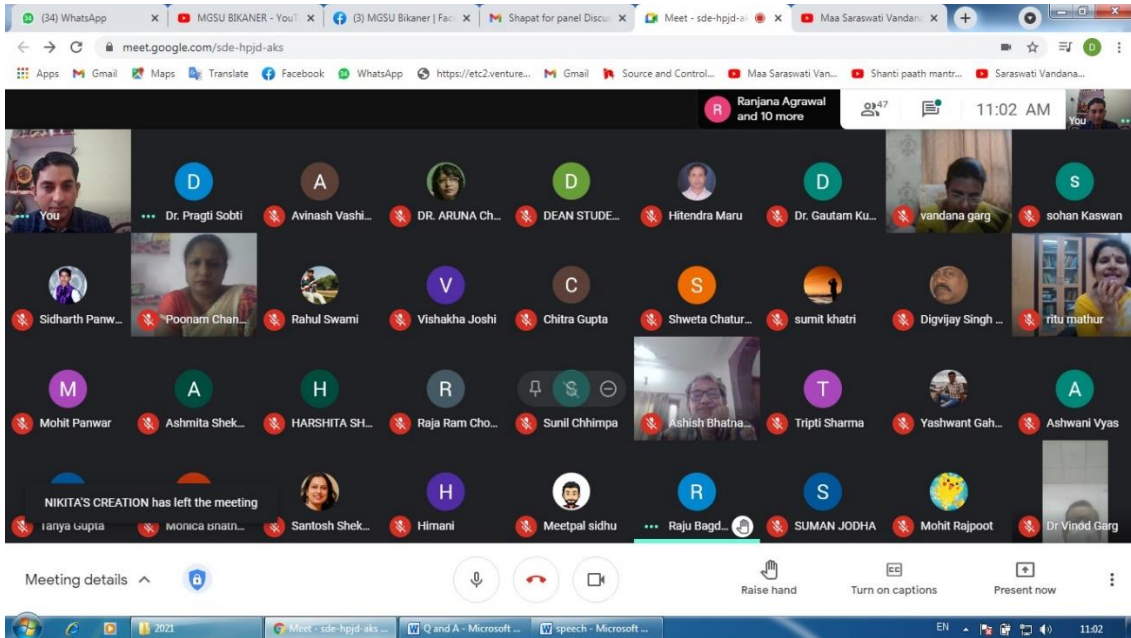 (34) WhatsApp
MGSU BIKANER - YouT
(3) MGSU Bikaner | Fac
Shapat for panel Discus
Meet - sde-hpjd-ak
Maa Saraswati Vandan
meet.google.com/sde-hpjd-aks
Apps Gmail Maps Translate Facebook WhatsApp https://etc2.venture... Gmail Source and Control... Maa Saraswati Van... Shanti paath mantr... Saraswati Vandana...
R Ranjana Agrawal
and 10 more
47
11:02 AM
You
D A D D S
You Dr. Pragti Sobti Avinash Vashi... DR. ARUNA Ch... DEAN STUDE... Hitendra Maru Dr. Gautam Ku... vandana garg sohan Kaswan
V C S
Sidharth Panw... Poonam Chan... Rahul Swami Vishakha Joshi Chitra Gupta Shweta Chatur... sumit khatri Digvijay Singh ... ritu mathur
M A H R S T A
Mohit Panwar Ashmita Shek... HARSHITA SH... Raja Ram Cho... Sunil Chhimpa Ashish Bhatna... Tripti Sharma Yashwant Gah... Ashwani Vyas
H R S
NIKITA'S CREATION has left the meeting
Tanya Gupta Monica Bhatn... Santosh Shek... Himani Meetpal sidhu Raju Bagd... SUMAN JODHA Mohit Rajpoot Dr Vinod Garg
Meeting details
Raise hand
CC
Turn on captions
Present now
2021 Meet - sde-hpjd-aks ... Q and A - Microsoft ... speech - Microsoft ... EN 11:02